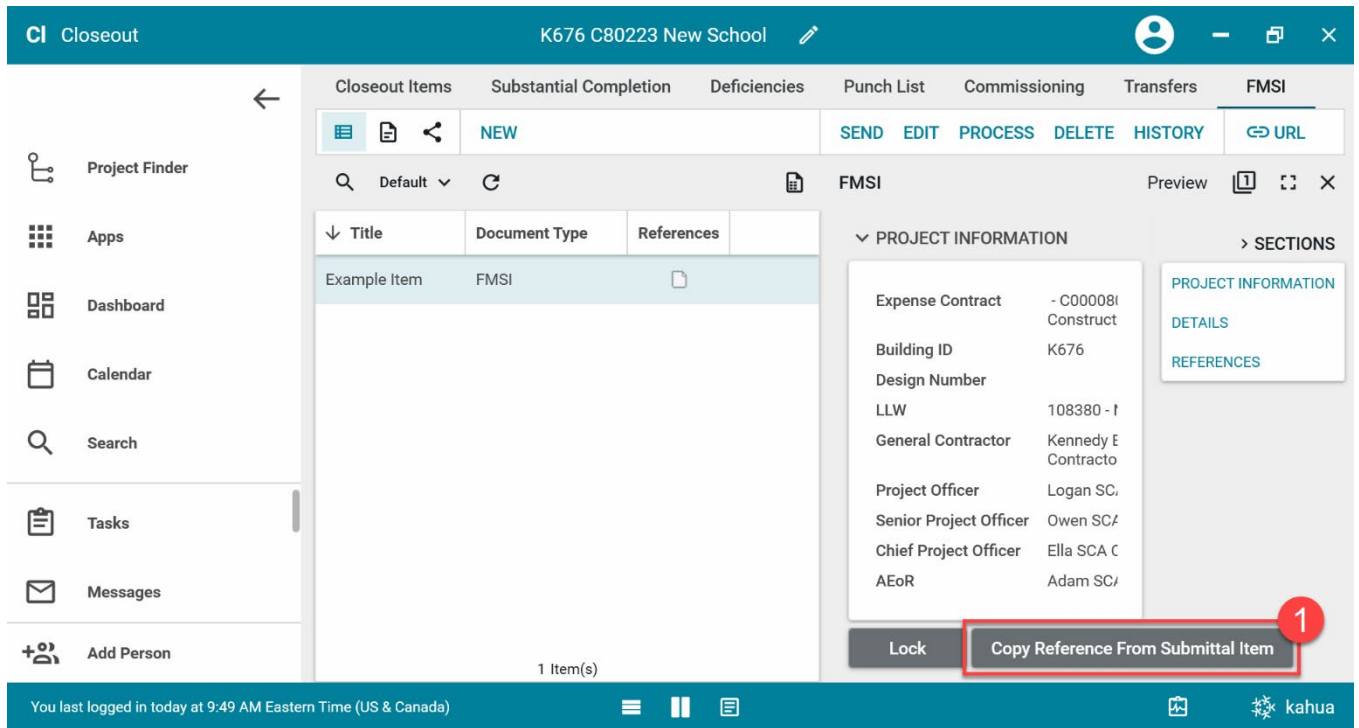 CI Closeout
K676 C80223 New School
Closeout Items Substantial Completion Deficiencies Punch List Commissioning Transfers FMSI
NEW
SEND EDIT PROCESS DELETE HISTORY URL
Project Finder
Apps
Dashboard
Calendar
Search
Tasks
Messages
Add Person
Default
Title Document Type References
Example Item FMSI
1 Item(s)
FMSI Preview 1
PROJECT INFORMATION
Expense Contract - C00008(
Construct
Building ID K676
Design Number
LLW 108380 -
General Contractor Kennedy
Contracto
Project Officer Logan SC
Senior Project Officer Owen SCA
Chief Project Officer Ella SCA
AEoR Adam SCA
> SECTIONS
PROJECT INFORMATION
DETAILS
REFERENCES
1
Lock Copy Reference From Submittal Item
You last logged in today at 9:49 AM Eastern Time (US & Canada)
kahua